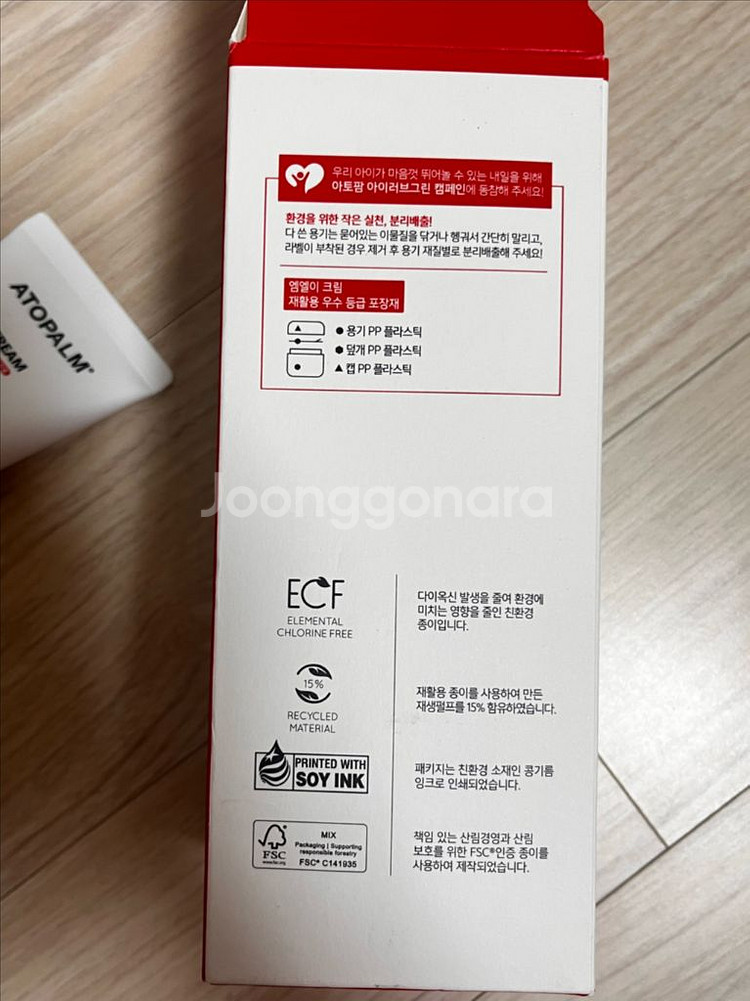 우리 아이가 마음껏 뛰어놀 수 있는 내일을 위해
아토팜 아이러브그린 캠페인에 동참해 주세요!
환경을 위한 작은 실천, 분리배출!
다 쓴 용기는 묻어있는 이물질을 닦거나 헹궈서 간단히 말리고,
라벨이 부착된 경우 제거 후 용기 재질별로 분리배출해 주세요!
엠엘이 크림
재활용 우수 등급 포장재
● 용기 PP 플라스틱
⬢ 덮개 PP 플라스틱
▲ 캡 PP 플라스틱
ATOPALM®
Joonggonara
ECF
ELEMENTAL
CHLORINE FREE
다이옥신 발생을 줄여 환경에
미치는 영향을 줄인 친환경
종이입니다.
15%
RECYCLED
MATERIAL
재활용 종이를 사용하여 만든
재생펄프를 15% 함유하였습니다.
PRINTED WITH
SOY INK
패키지는 친환경 소재인 콩기름
잉크로 인쇄되었습니다.
FSC
www.fsc.org
MIX
Packaging | Supporting
responsible forestry
FSC® C141935
책임 있는 산림경영과 산림
보호를 위한 FSC®인증 종이를
사용하여 제작되었습니다.